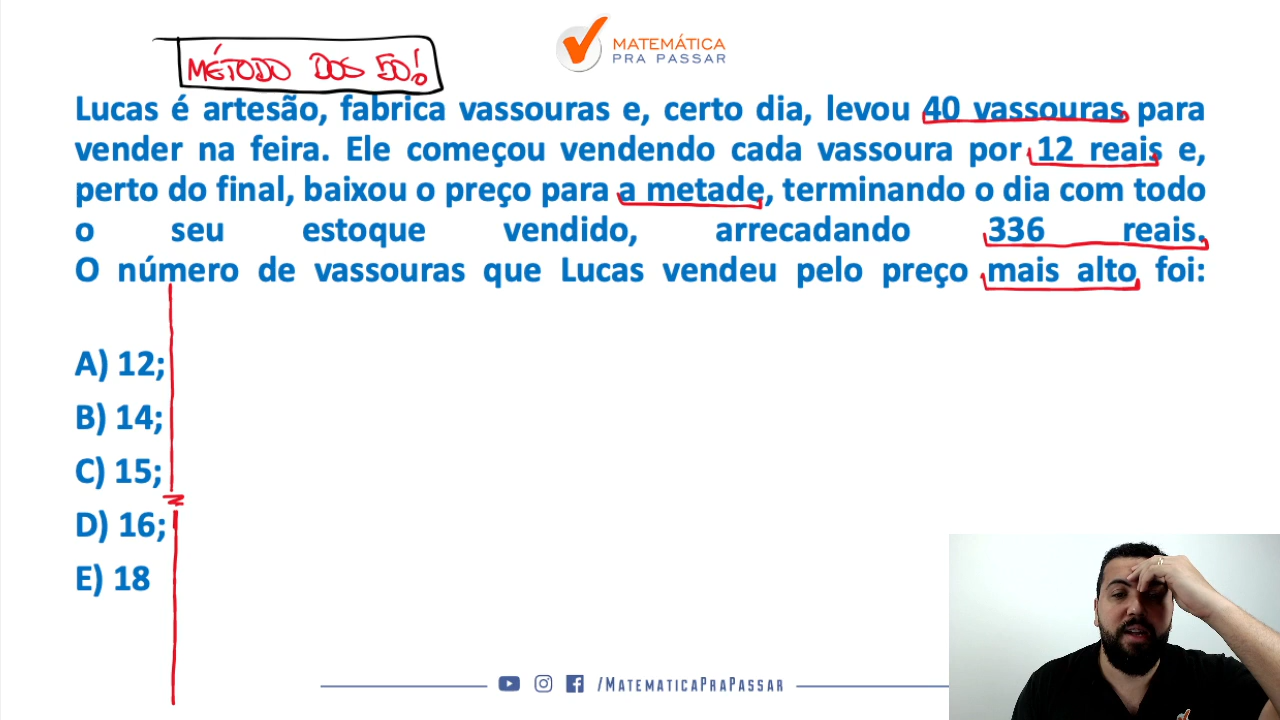 MATEMÁTICA
PRA PASSAR
MÉTODO DOS 50!
Lucas é artesão, fabrica vassouras e, certo dia, levou 40 vassouras para
vender na feira. Ele começou vendendo cada vassoura por 12 reais e,
perto do final, baixou o preço para a metade, terminando o dia com todo
o seu estoque vendido, arrecadando 336 reais.
O número de vassouras que Lucas vendeu pelo preço mais alto foi:
A) 12;
B) 14;
C) 15;
D) 16;
E) 18
/MATEMATICAPRAPASSAR